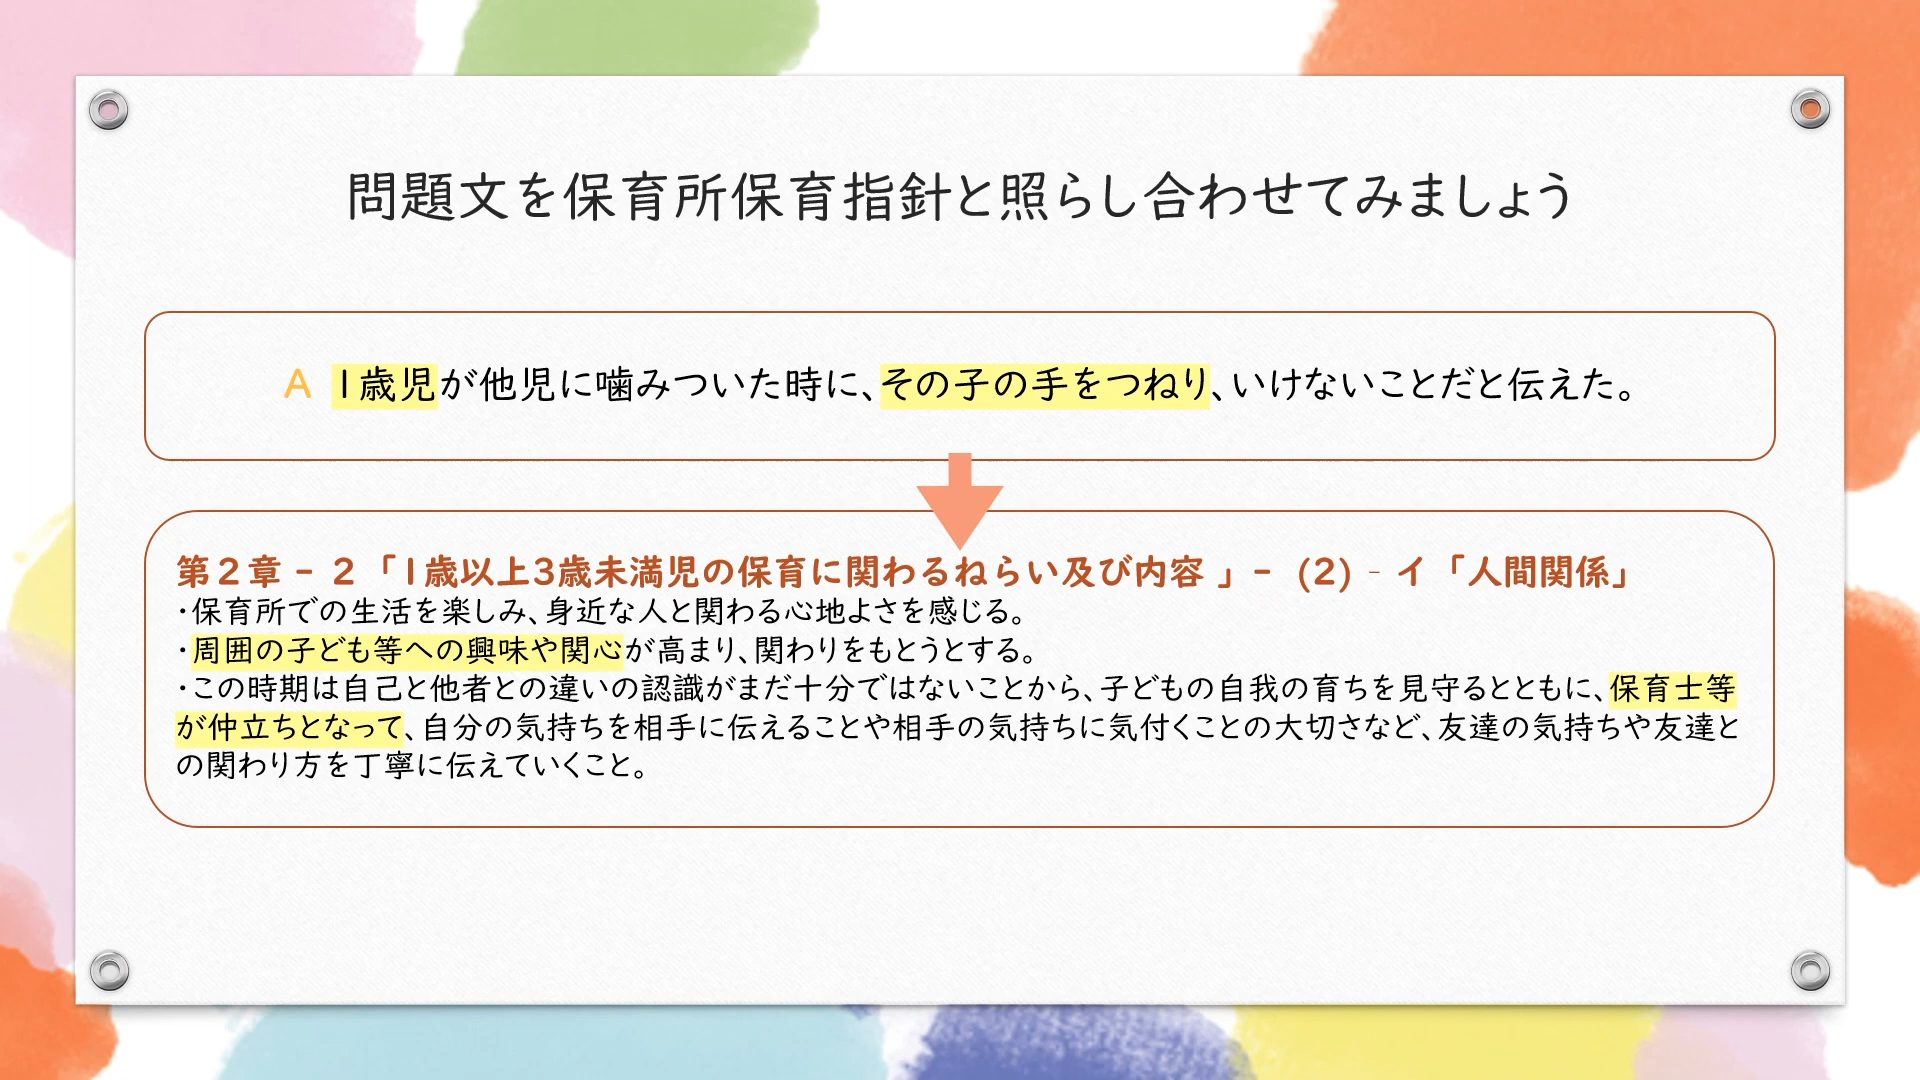 問題文を保育所保育指針と照らし合わせてみましょう
A 1歳児が他児に噛みついた時に、その子の手をつねり、いけないことだと伝えた。
第2章 − 2 「1歳以上3歳未満児の保育に関わるねらい及び内容 」− (2) − イ 「人間関係」
・保育所での生活を楽しみ、身近な人と関わる心地よさを感じる。
・周囲の子ども等への興味や関心が高まり、関わりをもとうとする。
・この時期は自己と他者との違いの認識がまだ十分ではないことから、子どもの自我の育ちを見守るとともに、保育士等
が仲立ちとなって、自分の気持ちを相手に伝えることや相手の気持ちに気付くことの大切さなど、友達の気持ちや友達と
の関わり方を丁寧に伝えていくこと。